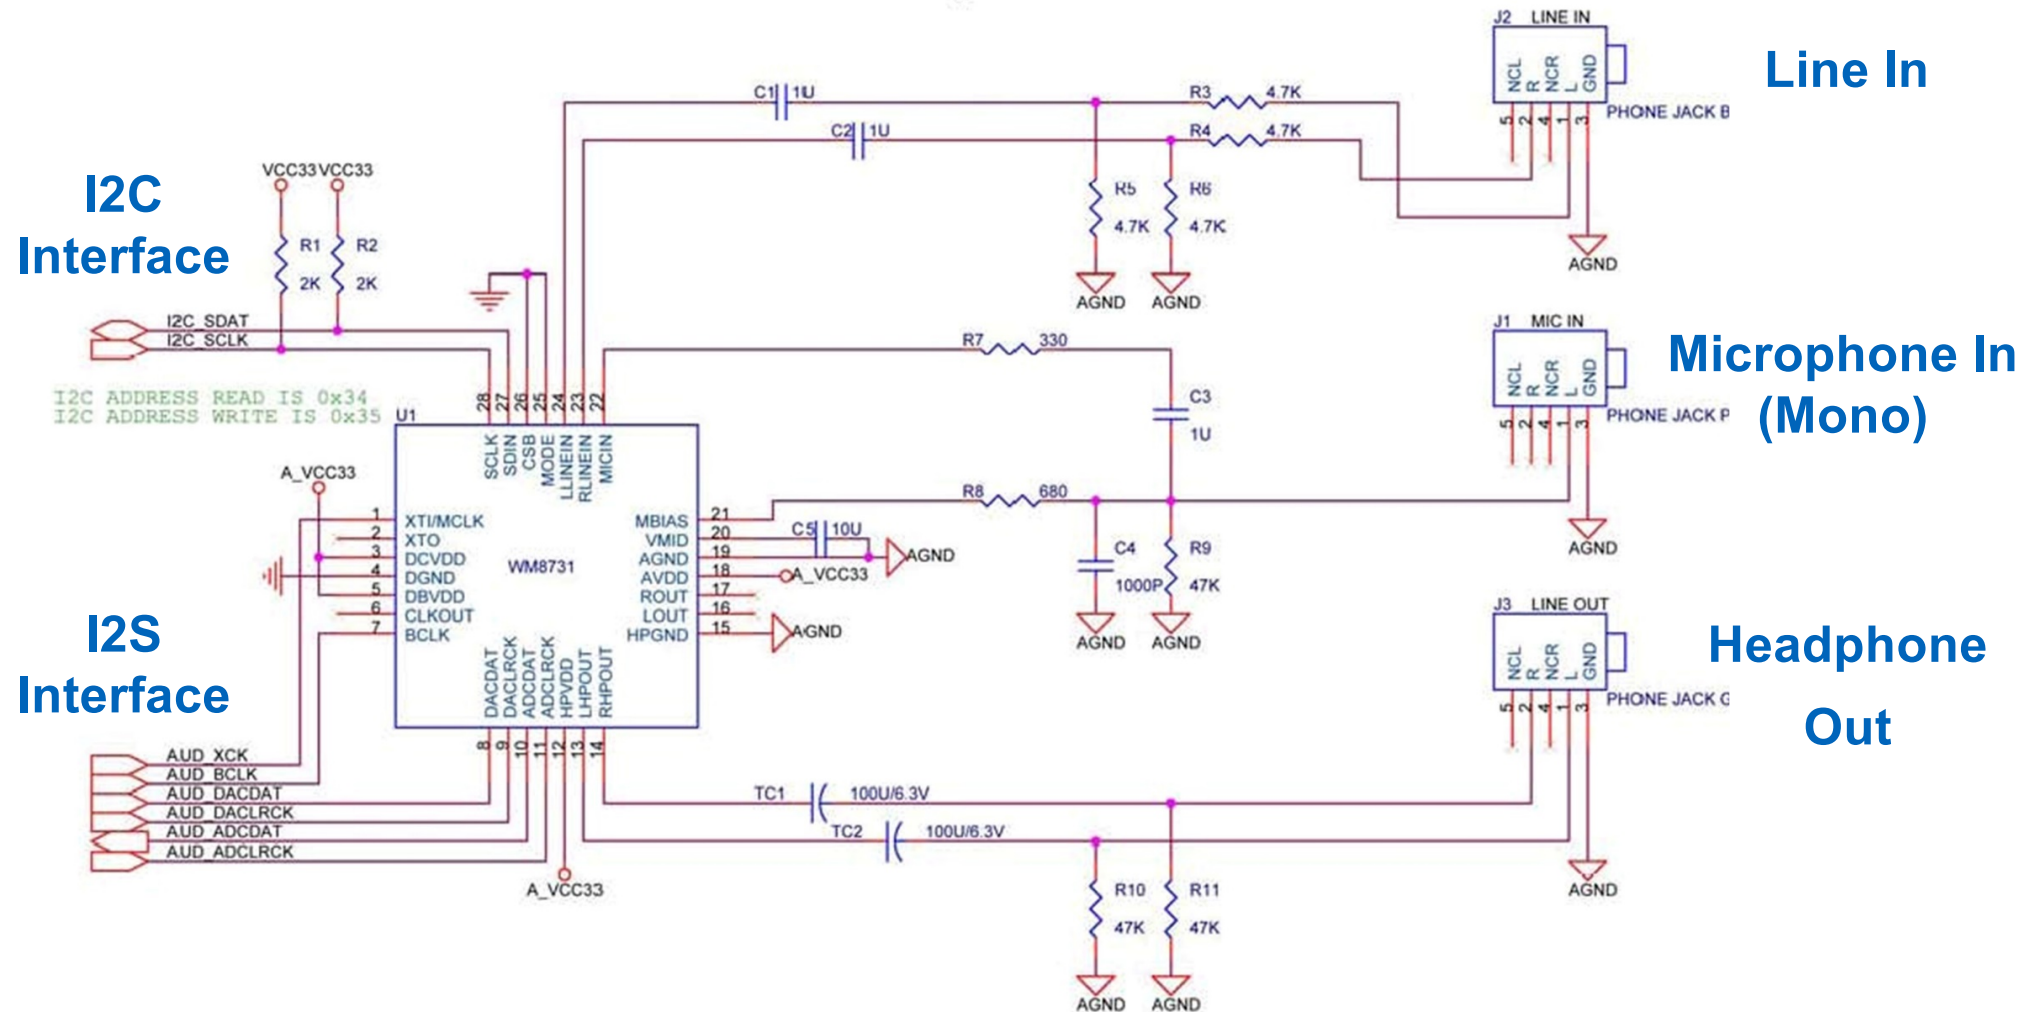 J2 LINE IN
NCL
R
NCR
L
GND
5
2
4
1
3
PHONE JACK B
Line In
C1 1U
R3 4.7K
C2 1U
R4 4.7K
R5
4.7K
R6
4.7K
AGND
AGND
AGND
I2C
Interface
VCC33 VCC33
R1
2K
R2
2K
I2C_SDAT
I2C_SCLK
I2C ADDRESS READ IS 0x34
I2C ADDRESS WRITE IS 0x35
J1 MIC IN
NCL
R
NCR
L
GND
5
2
4
1
3
PHONE JACK P
Microphone In
(Mono)
R7 330
C3
1U
R8 680
C4
1000P
R9
47K
AGND
AGND
AGND
U1
28
27
26
25
24
23
22
SCLK
SDIN
CSB
MODE
LLINEIN
RLINEIN
MICIN
A_VCC33
1 XTI/MCLK
2 XTO
3 DCVDD
4 DGND
5 DBVDD
6 CLKOUT
7 BCLK
WM8731
MBIAS 21
VMID 20
AGND 19
AVDD 18
ROUT 17
LOUT 16
HPGND 15
C5 10U
AGND
A_VCC33
AGND
DACDAT
DACLRCK
ADCDAT
ADCLRCK
HPVDD
LHPOUT
RHPOUT
8
9
10
11
12
13
14
I2S
Interface
AUD_XCK
AUD_BCLK
AUD_DACDAT
AUD_DACLRCK
AUD_ADCDAT
AUD_ADCLRCK
A_VCC33
J3 LINE OUT
NCL
R
NCR
L
GND
5
2
4
1
3
PHONE JACK G
Headphone
Out
TC1 100U/6.3V
TC2 100U/6.3V
R10
47K
R11
47K
AGND
AGND
AGND